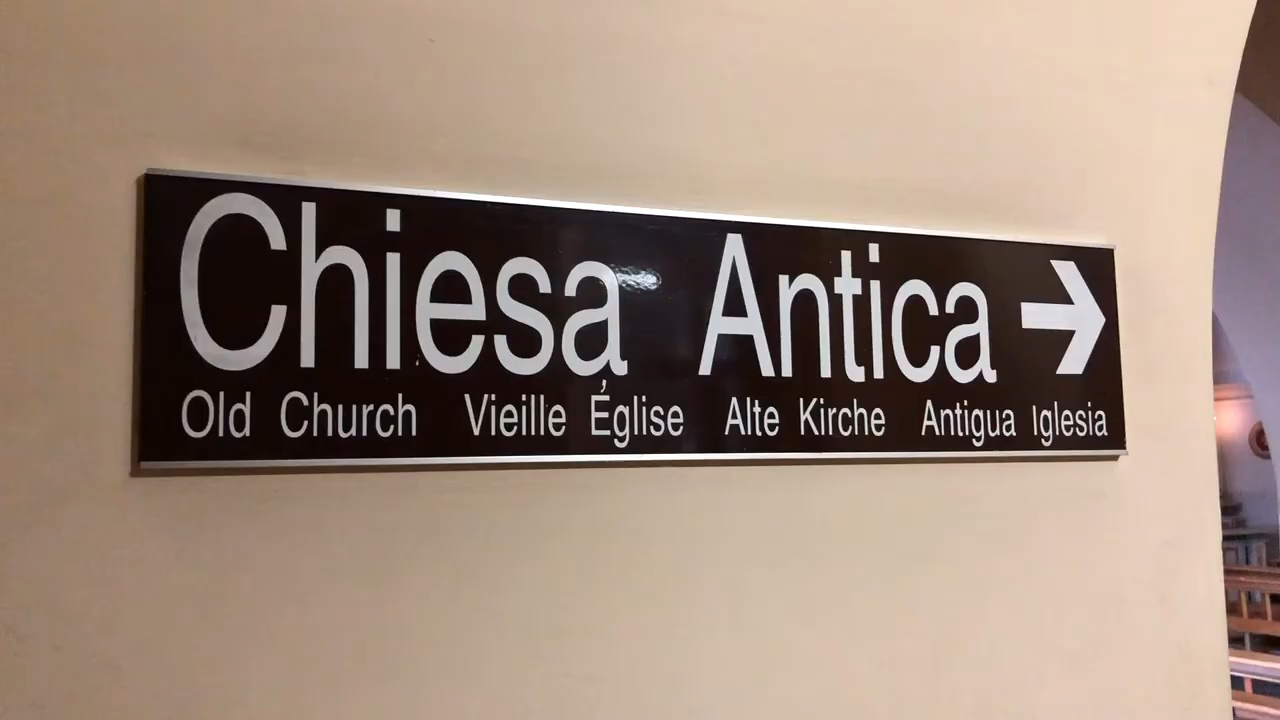 Chiesa Antica →
Old Church Vieille Église Alte Kirche Antigua Iglesia